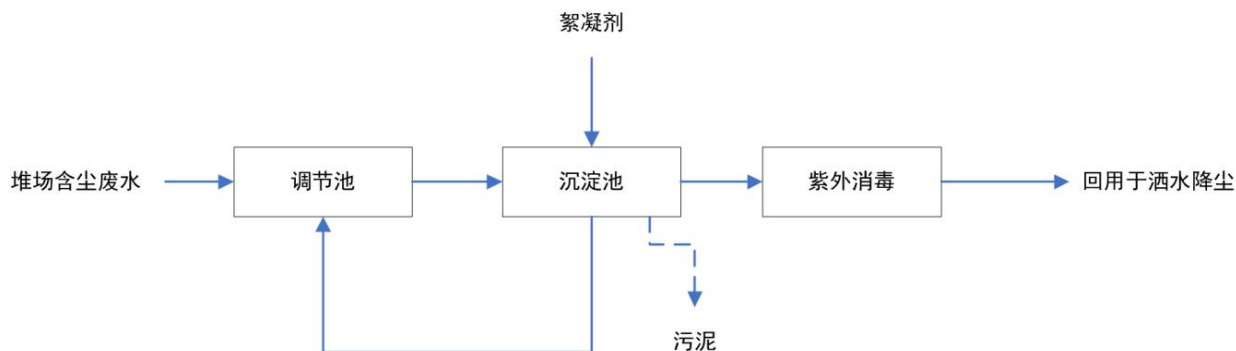 絮凝剂
堆场含尘废水
调节池
沉淀池
紫外消毒
回用于洒水降尘
污泥